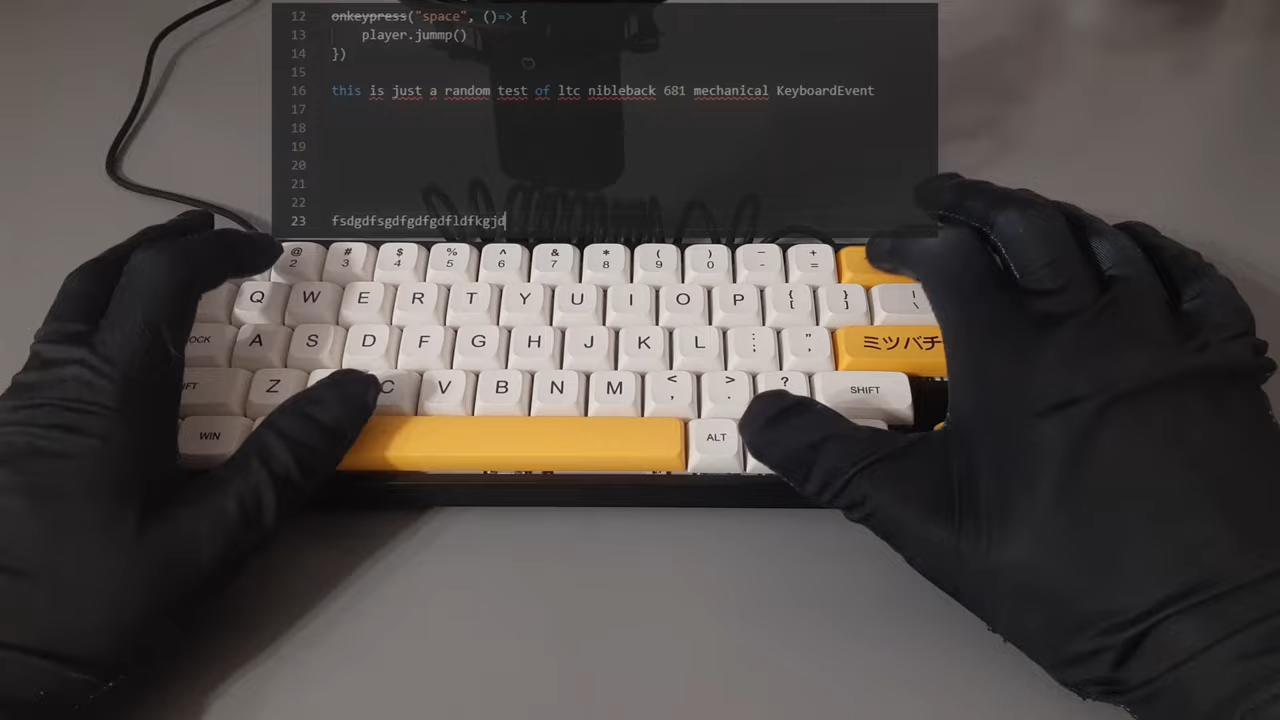 12 onkeypress("space", ()=> {
13 player.jummp()
14 })
15
16 this is just a random test of ltc nibleback 681 mechanical KeyboardEvent
17
18
19
20
21
22
23 fsdgdfsgdfgdfgdfldfkgjd
@ # $ % ^ & * ( ) - +
2 3 4 5 6 7 8 9 0 - =
Q W E R T Y U I O P { } |
[ ] \
OCK A S D F G H J K L : "
; ' ミツバチ
IFT Z C V B N M < > ? SHIFT
, .
WIN ALT